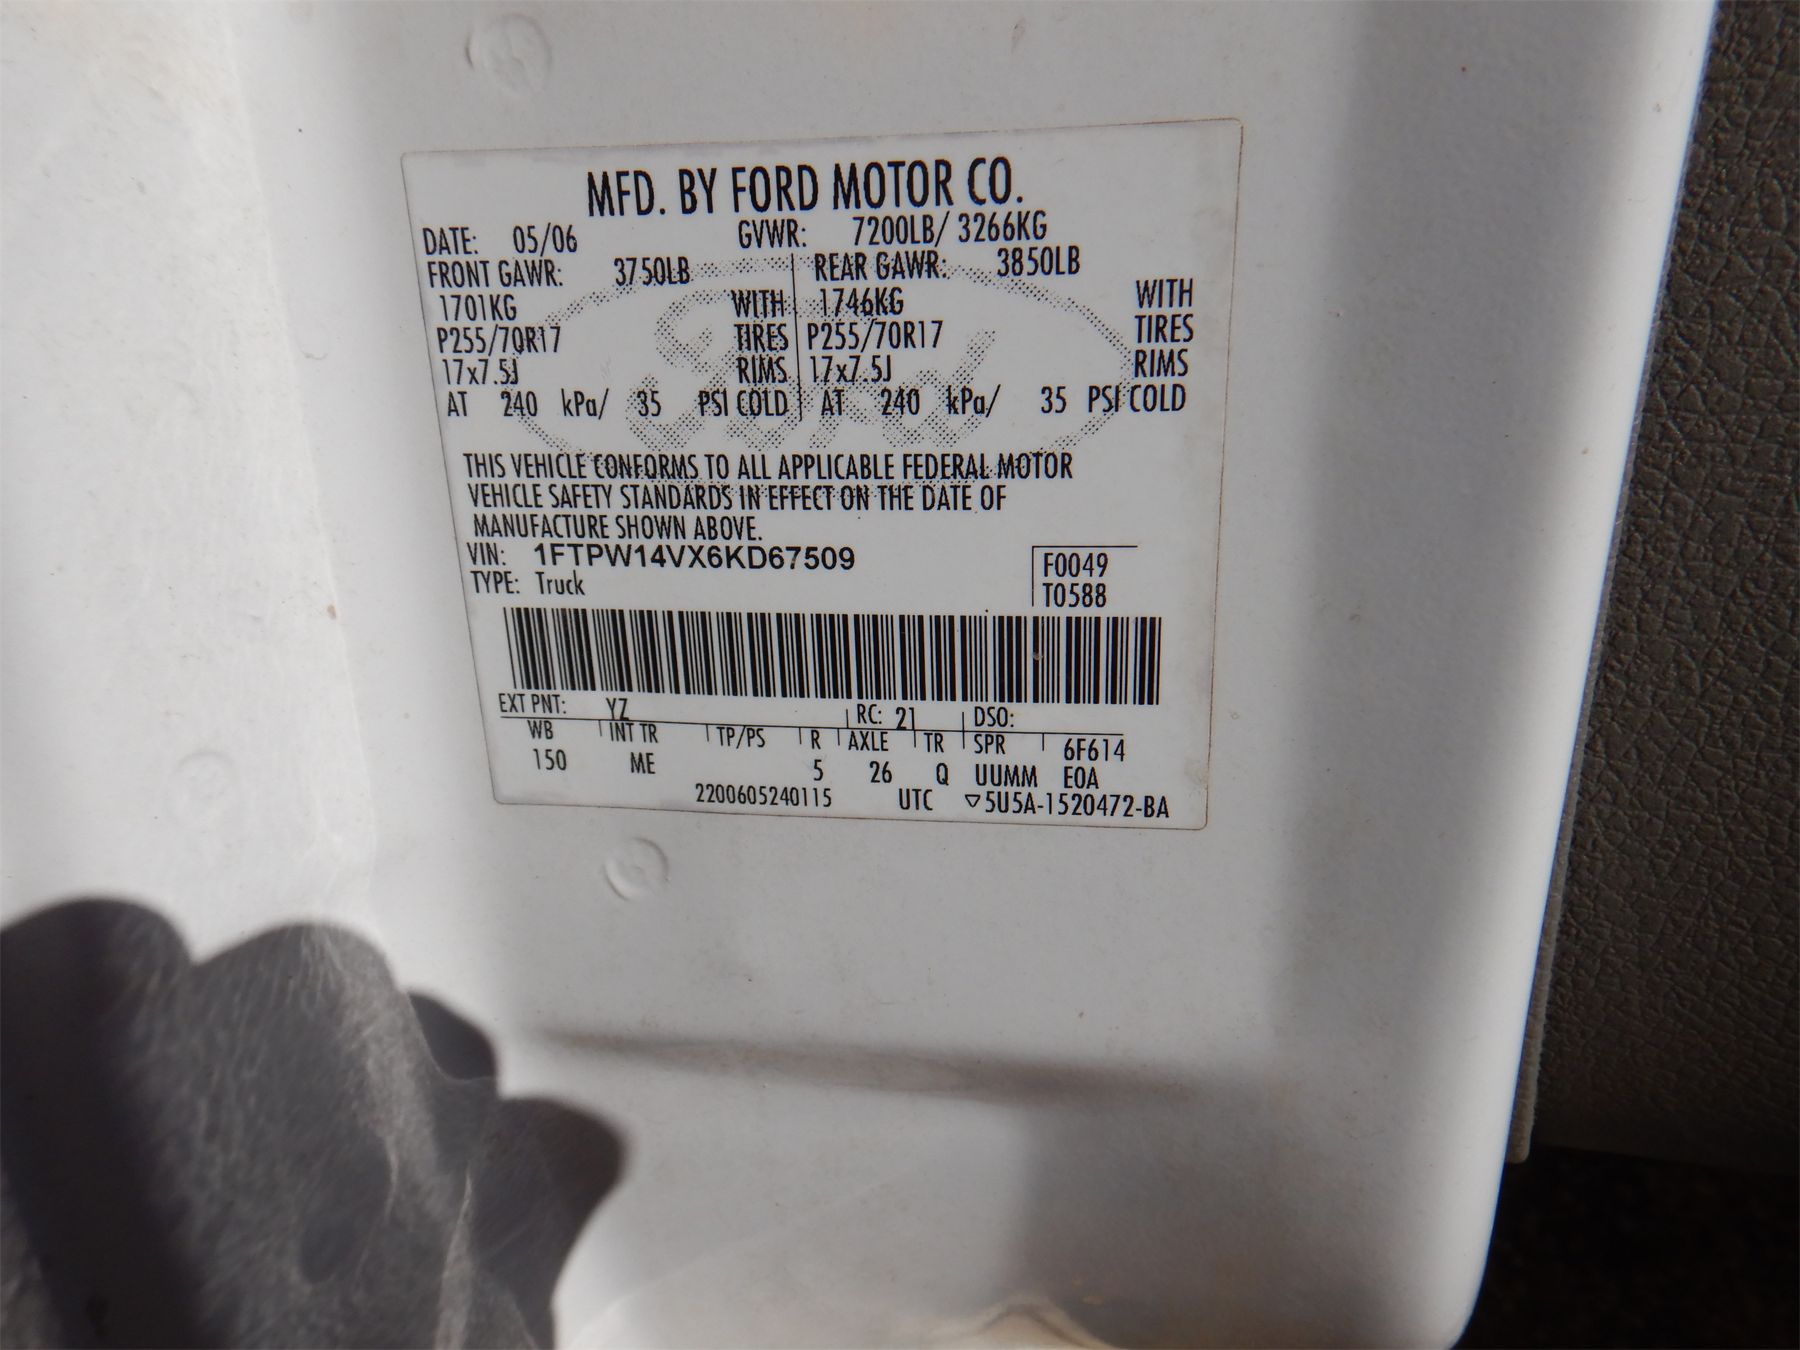 MFD. BY FORD MOTOR CO.
DATE: 05/06 GVWR: 7200LB/ 3266KG
FRONT GAWR: 3750LB REAR GAWR: 3850LB
1701KG WITH 1746KG WITH
P255/70R17 TIRES P255/70R17 TIRES
17x7.5J RIMS 17x7.5J RIMS
AT 240 kPa/ 35 PSI COLD AT 240 kPa/ 35 PSI COLD
Ford
THIS VEHICLE CONFORMS TO ALL APPLICABLE FEDERAL MOTOR
VEHICLE SAFETY STANDARDS IN EFFECT ON THE DATE OF
MANUFACTURE SHOWN ABOVE.
VIN: 1FTPW14VX6KD67509 F0049
TYPE: Truck T0588
EXT PNT: YZ RC: 21 DSO:
WB INT TR TP/PS R AXLE TR SPR 6F614
150 ME 5 26 Q UUMM E0A
2200605240115 UTC ▽5U5A-1520472-BA